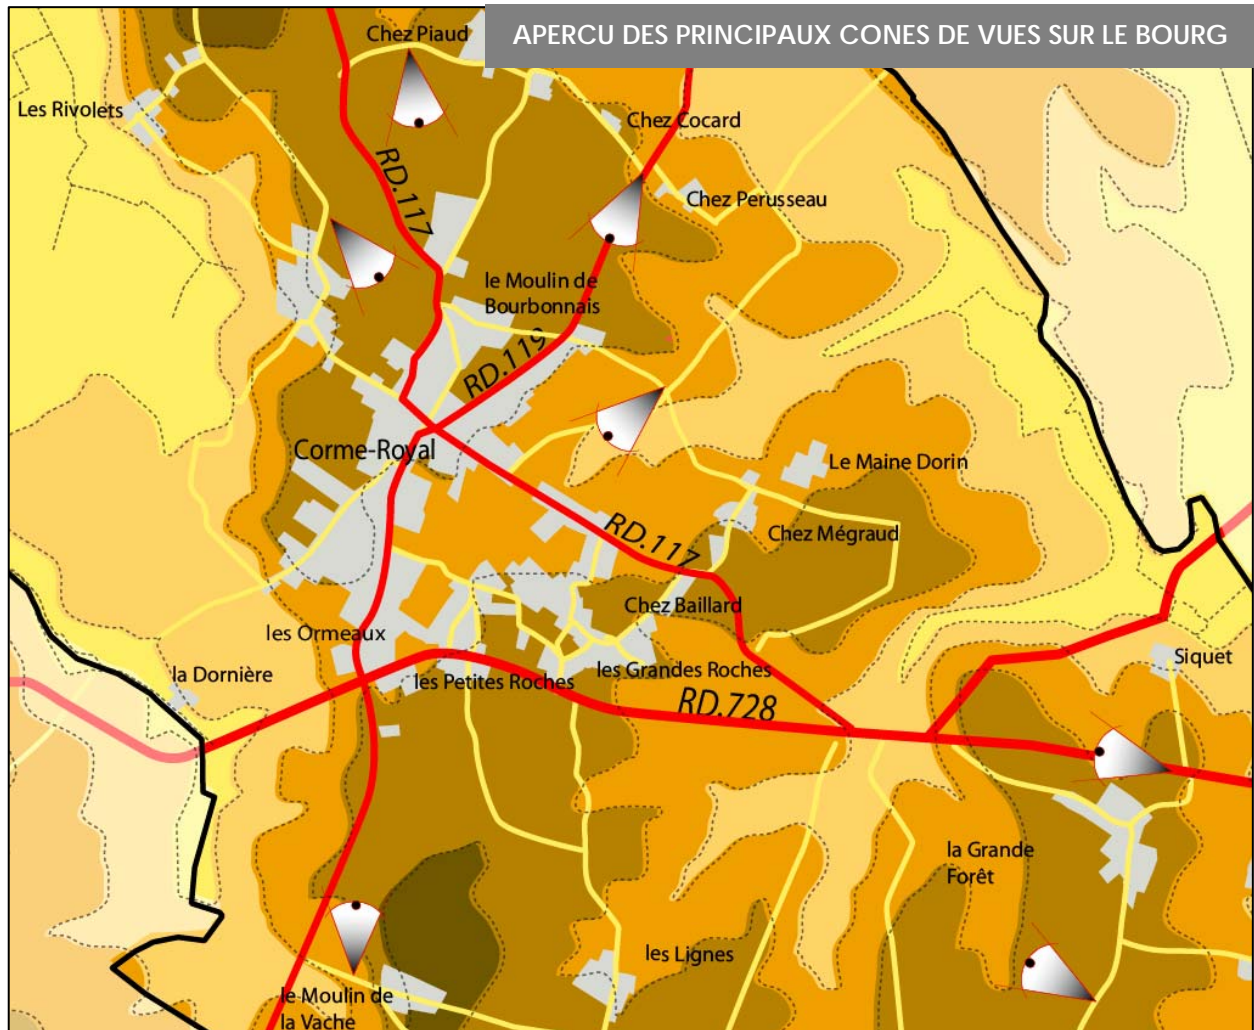 APERCU DES PRINCIPAUX CONES DE VUES SUR LE BOURG
Chez Piaud
Les Rivolets
Chez Cocard
RD.117
Chez Perusseau
le Moulin de
Bourbonnais
RD.119
Corme-Royal
Le Maine Dorin
RD.117
Chez Mégraud
Chez Baillard
les Ormeaux
la Dornière
les Petites Roches
les Grandes Roches
Siquet
RD.728
la Grande
Forêt
les Lignes
le Moulin de
la Vache